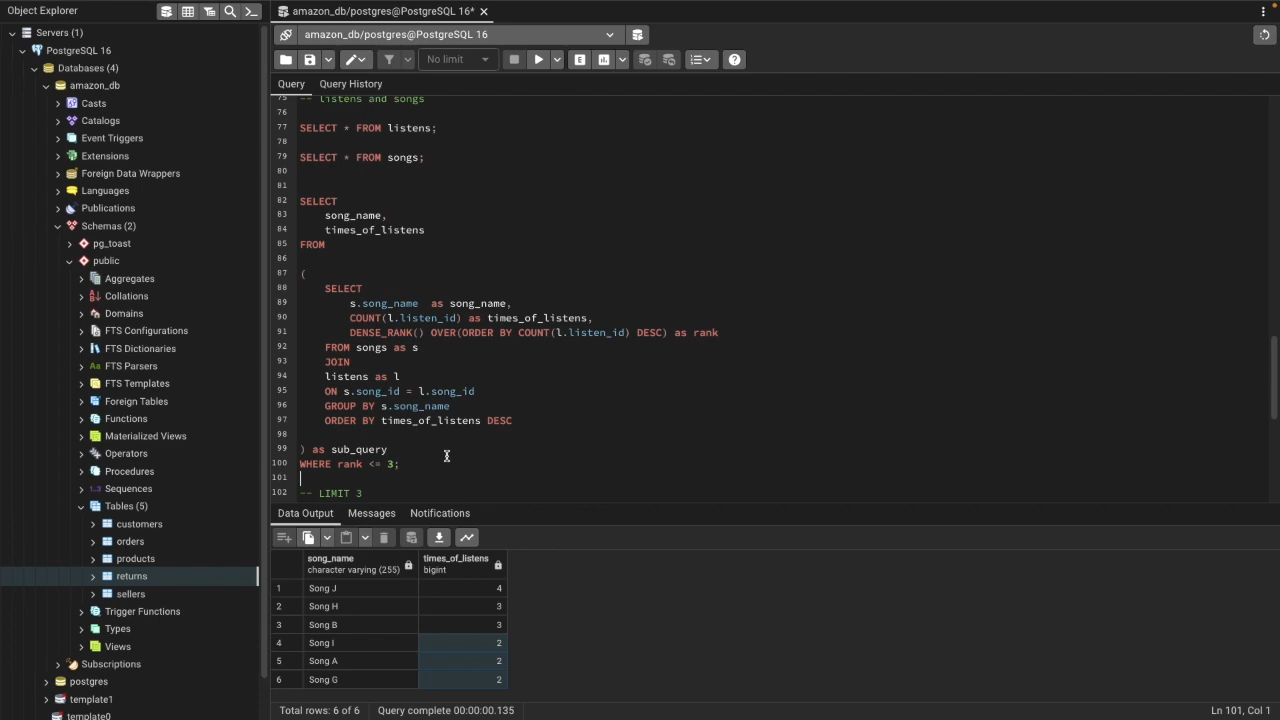 Object Explorer
amazon_db/postgres@PostgreSQL 16*
amazon_db/postgres@PostgreSQL 16
No limit
Query
Query History
Servers (1)
PostgreSQL 16
Databases (4)
amazon_db
Casts
Catalogs
Event Triggers
Extensions
Foreign Data Wrappers
Languages
Publications
Schemas (2)
pg_toast
public
Aggregates
Collations
Domains
FTS Configurations
FTS Dictionaries
FTS Parsers
FTS Templates
Foreign Tables
Functions
Materialized Views
Operators
Procedures
Sequences
Tables (5)
customers
orders
products
returns
sellers
Trigger Functions
Types
Views
Subscriptions
postgres
template1
template0
75 -- listens and songs
76
77 SELECT * FROM listens;
78
79 SELECT * FROM songs;
80
81
82 SELECT
83 song_name,
84 times_of_listens
85 FROM
86
87 (
88 SELECT
89 s.song_name  as song_name,
90 COUNT(l.listen_id) as times_of_listens,
91 DENSE_RANK() OVER(ORDER BY COUNT(l.listen_id) DESC) as rank
92 FROM songs as s
93 JOIN
94 listens as l
95 ON s.song_id = l.song_id
96 GROUP BY s.song_name
97 ORDER BY times_of_listens DESC
98
99 ) as sub_query
100 WHERE rank <= 3;
101
102 -- LIMIT 3
Data Output
Messages
Notifications
song_name
character varying (255)
times_of_listens
bigint
1 Song J 4
2 Song H 3
3 Song B 3
4 Song I 2
5 Song A 2
6 Song G 2
Total rows: 6 of 6
Query complete 00:00:00.135
Ln 101, Col 1